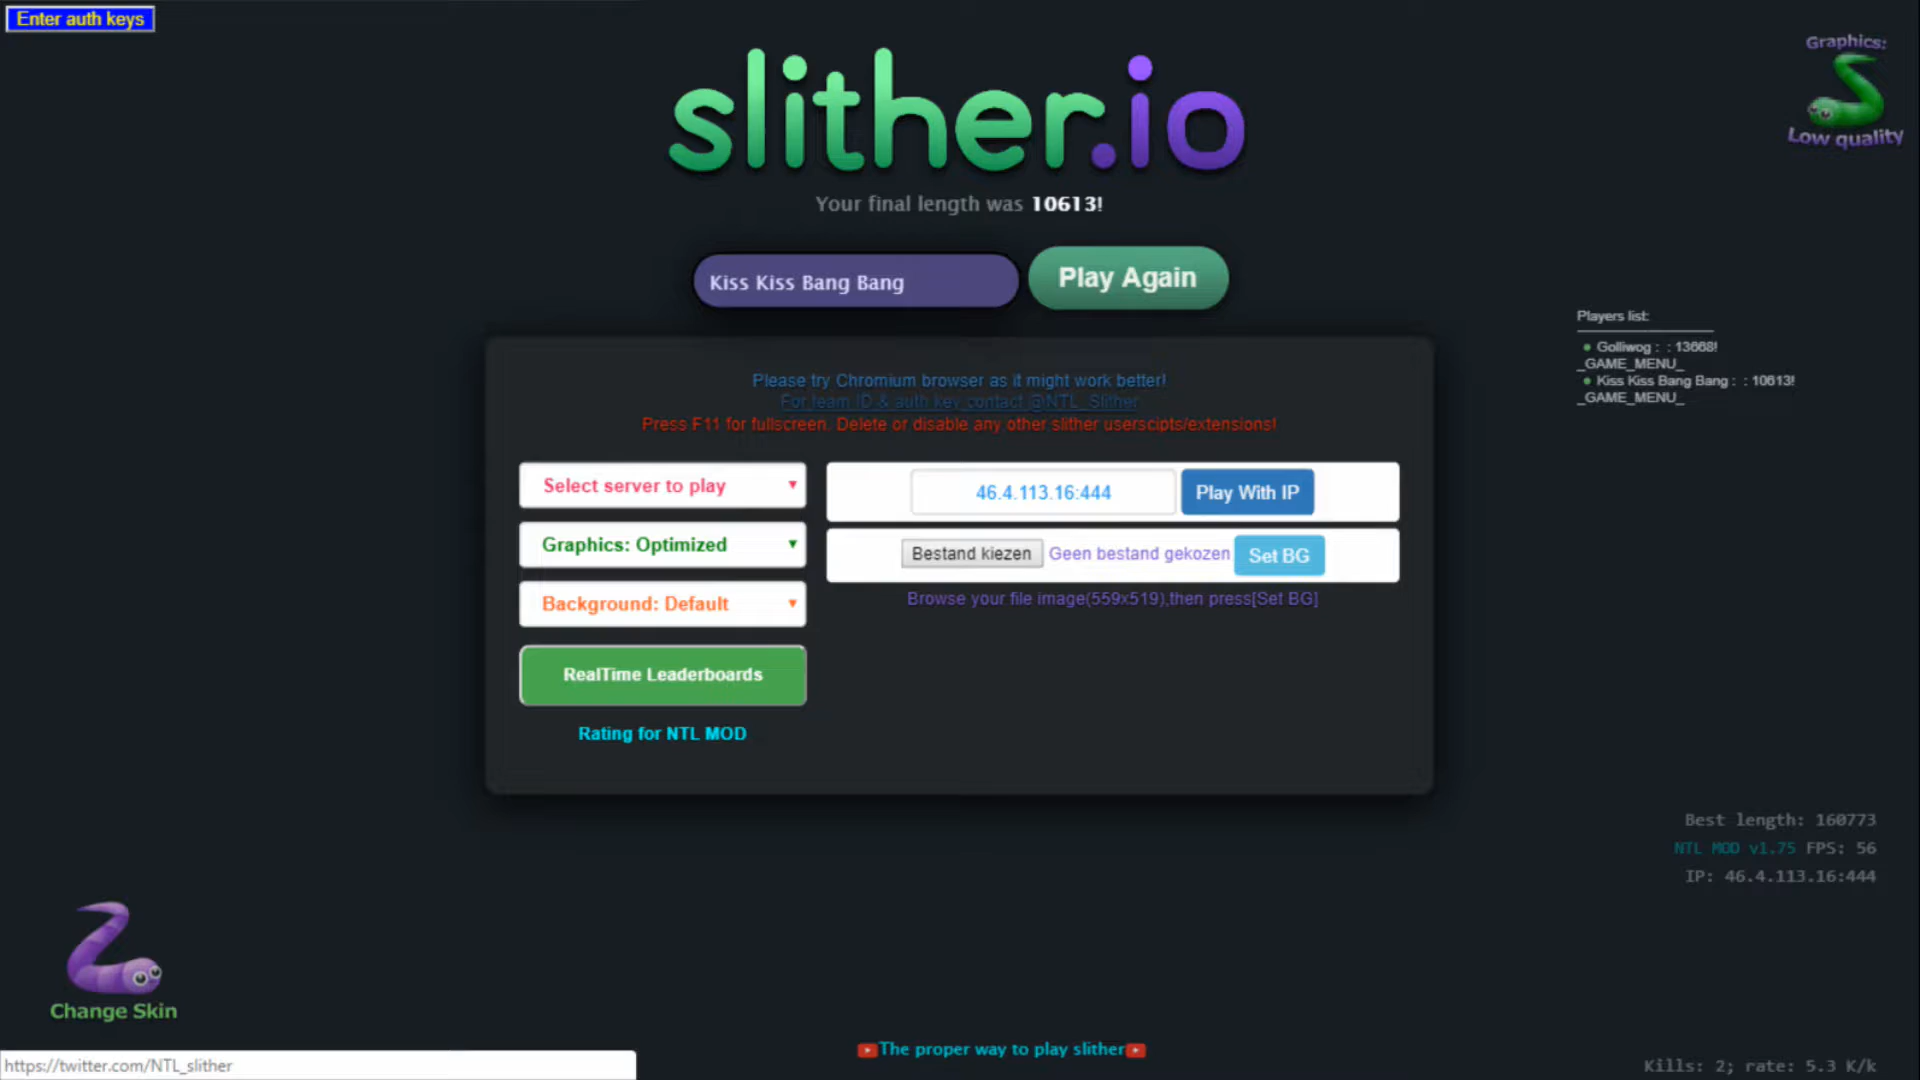 Enter auth keys
slither.io
Graphics:
Low quality
Your final length was 10613!
Kiss Kiss Bang Bang
Play Again
Players list:
Golliwog : : 13668!
_GAME_MENU_
Kiss Kiss Bang Bang : : 10613!
_GAME_MENU_
Please try Chromium browser as it might work better!
For team ID & auth key contact @NTL_Slither
Press F11 for fullscreen. Delete or disable any other slither userscipts/extensions!
Select server to play
46.4.113.16:444
Play With IP
Graphics: Optimized
Bestand kiezen Geen bestand gekozen Set BG
Background: Default
Browse your file image(559x519),then press[Set BG]
RealTime Leaderboards
Rating for NTL MOD
Best length: 160773
NTL MOD v1.75 FPS: 56
IP: 46.4.113.16:444
Change Skin
The proper way to play slither
https://twitter.com/NTL_slither
Kills: 2; rate: 5.3 K/k